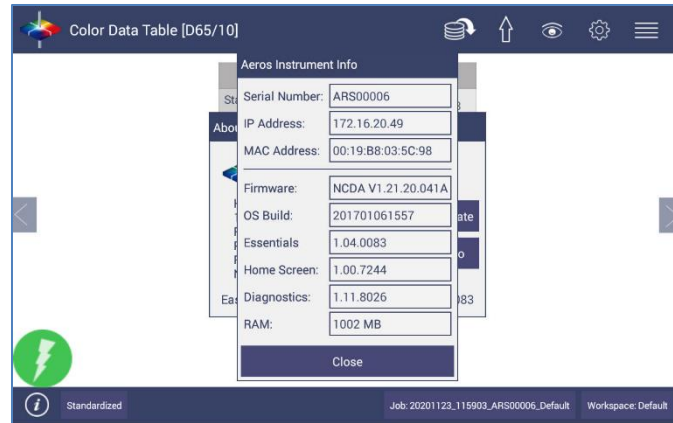 Color Data Table [D65/10]
Aeros Instrument Info
Serial Number: ARS00006
IP Address: 172.16.20.49
MAC Address: 00:19:B8:03:5C:98
Firmware: NCDA V1.21.20.041A
OS Build: 201701061557
Essentials 1.04.0083
Home Screen: 1.00.7244
Diagnostics: 1.11.8026
RAM: 1002 MB
Close
Standardized
Job: 20201123_115903_ARS00006_Default
Workspace: Default